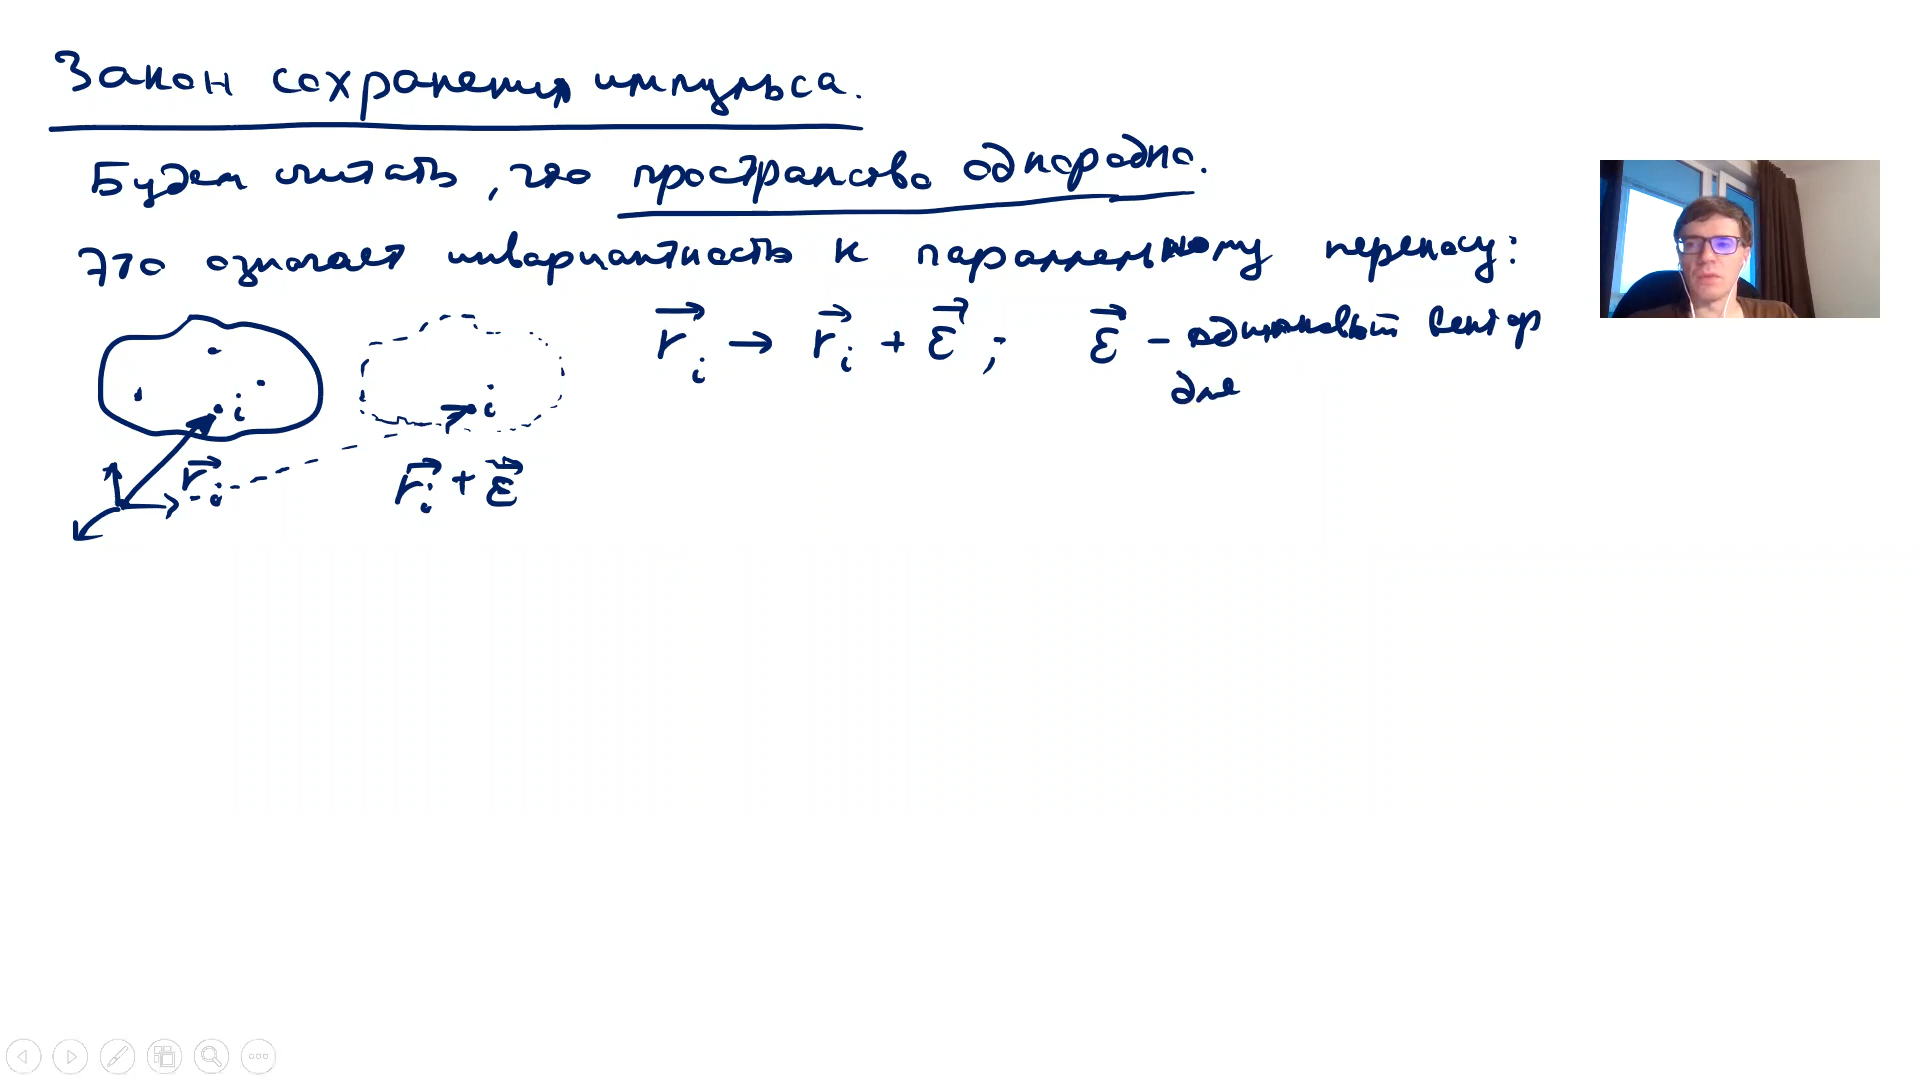 Закон сохранения импульса.
Будем считать, что пространство однородно.
Это означает инвариантность к параллельному переносу:
r⃗ᵢ → r⃗ᵢ + ε⃗ ; ε⃗ – одинаковый вектор
для
i
i
r⃗ᵢ
r⃗ᵢ + ε⃗